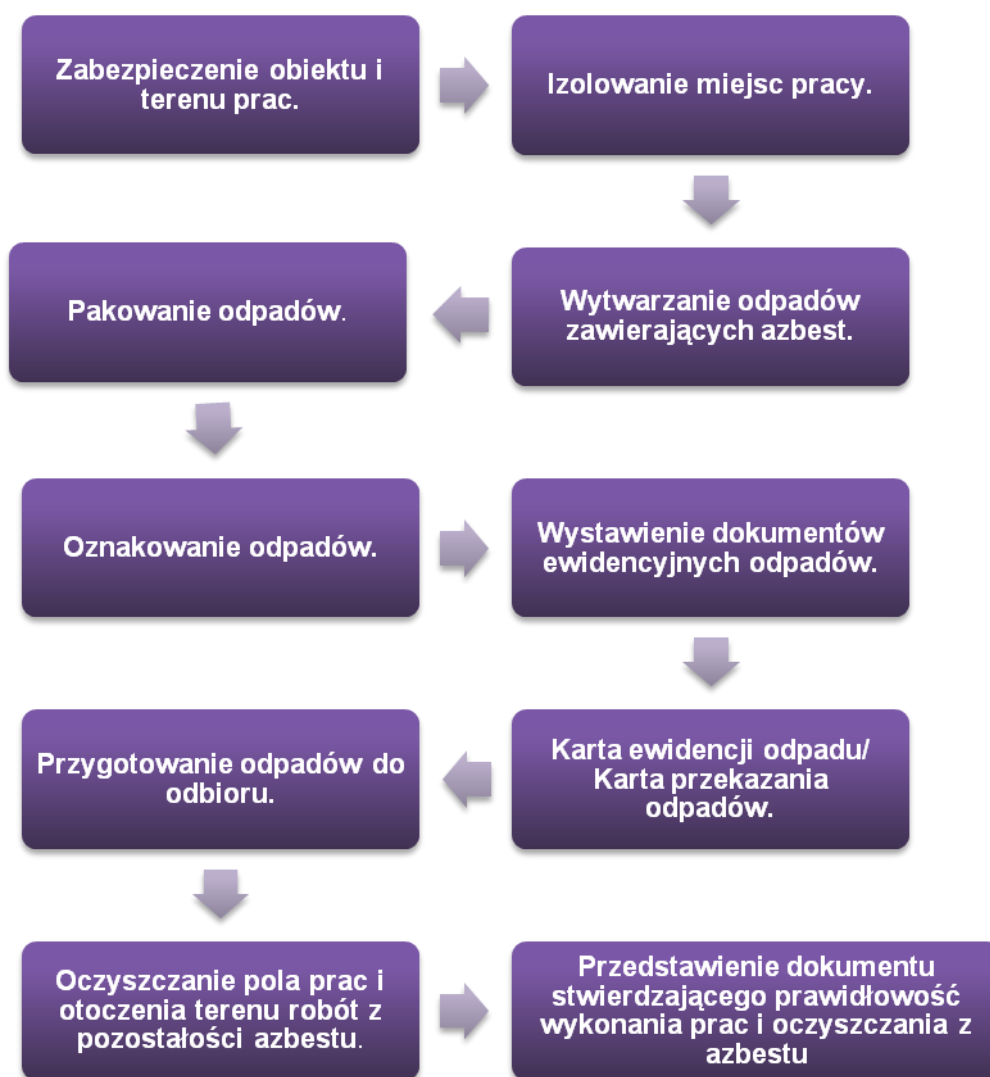 Zabezpieczenie obiektu i
terenu prac.
Izolowanie miejsc pracy.
Wytwarzanie odpadów
zawierających azbest.
Pakowanie odpadów.
Oznakowanie odpadów.
Wystawienie dokumentów
ewidencyjnych odpadów.
Karta ewidencji odpadu/
Karta przekazania
odpadów.
Przygotowanie odpadów do
odbioru.
Oczyszczanie pola prac i
otoczenia terenu robót z
pozostałości azbestu.
Przedstawienie dokumentu
stwierdzającego prawidłowość
wykonania prac i oczyszczania z
azbestu